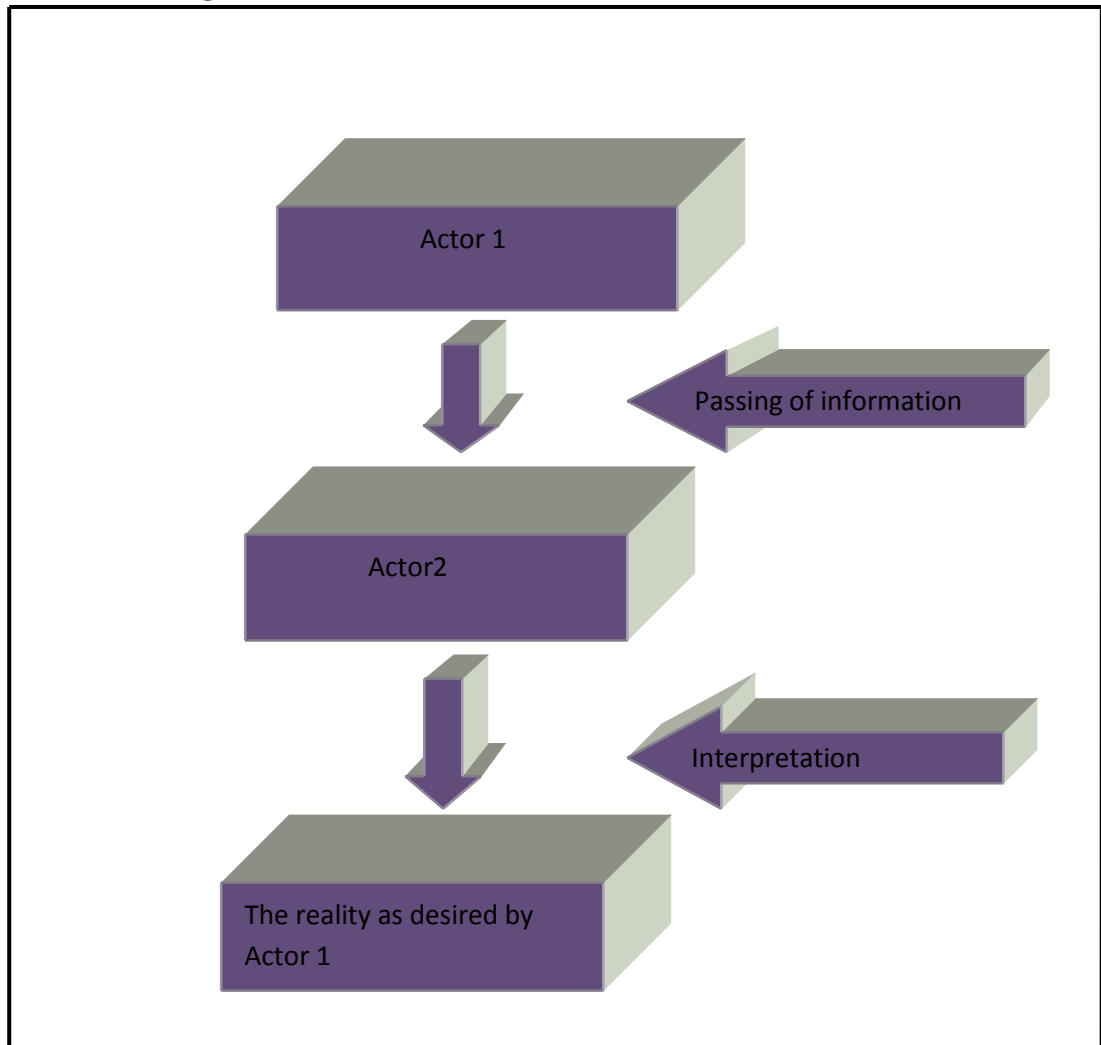 Actor 1
Passing of information
Actor2
Interpretation
The reality as desired by
Actor 1